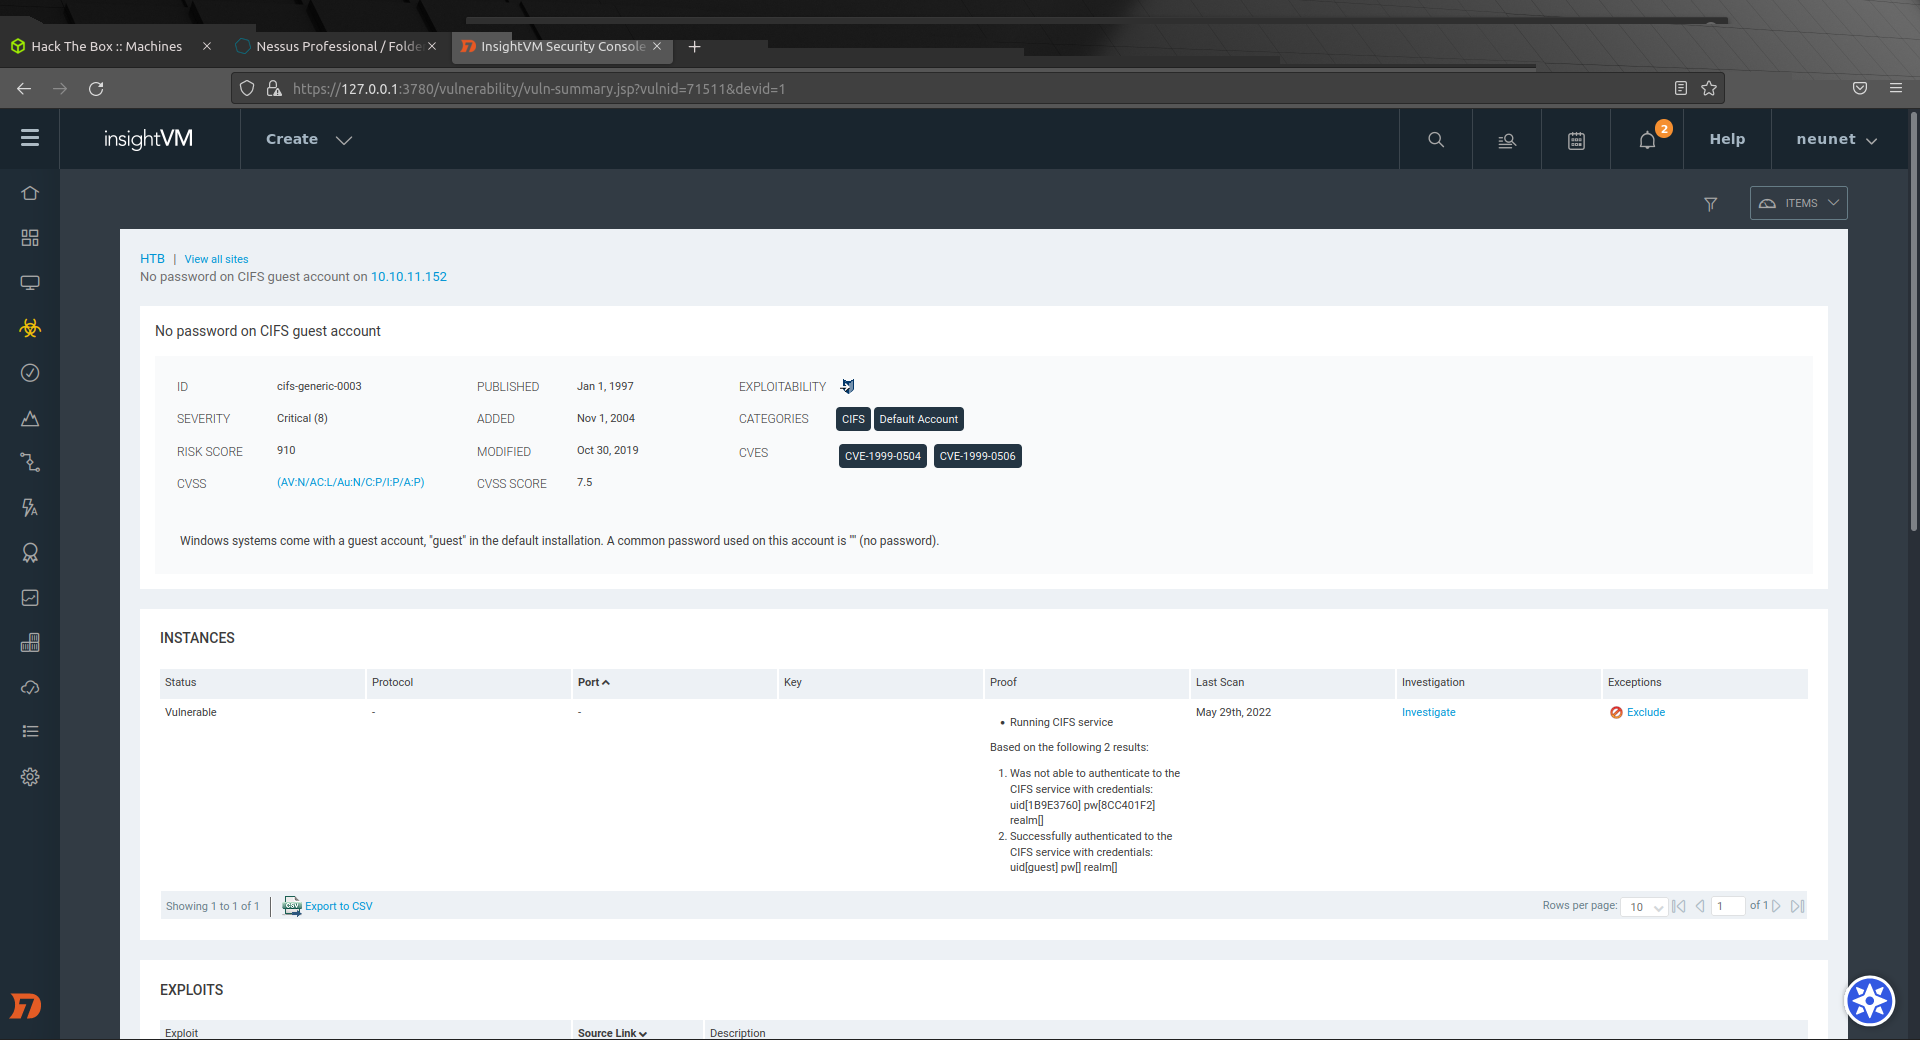 Hack The Box :: Machines
Nessus Professional / Folde
InsightVM Security Console
https://127.0.0.1:3780/vulnerability/vuln-summary.jsp?vulnid=71511&devid=1
insightVM
Create
2
Help
neunet
ITEMS
HTB | View all sites
No password on CIFS guest account on 10.10.11.152
No password on CIFS guest account
ID cifs-generic-0003 PUBLISHED Jan 1, 1997 EXPLOITABILITY
SEVERITY Critical (8) ADDED Nov 1, 2004 CATEGORIES CIFS Default Account
RISK SCORE 910 MODIFIED Oct 30, 2019 CVES CVE-1999-0504 CVE-1999-0506
CVSS (AV:N/AC:L/Au:N/C:P/I:P/A:P) CVSS SCORE 7.5
Windows systems come with a guest account, "guest" in the default installation. A common password used on this account is "" (no password).
INSTANCES
Status Protocol Port Key Proof Last Scan Investigation Exceptions
Vulnerable - - May 29th, 2022 Investigate Exclude
• Running CIFS service
Based on the following 2 results:
1. Was not able to authenticate to the
CIFS service with credentials:
uid[1B9E3760] pw[8CC401F2]
realm[]
2. Successfully authenticated to the
CIFS service with credentials:
uid[guest] pw[] realm[]
Showing 1 to 1 of 1 | CSV Export to CSV Rows per page: 10 1 of 1
EXPLOITS
Exploit Source Link Description